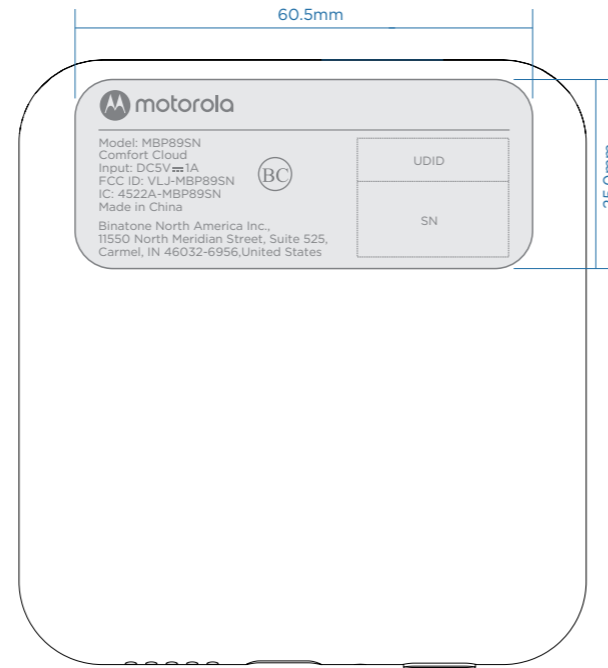 60.5mm
motorola
Model: MBP89SN
Comfort Cloud
Input: DC5V⎓1A
FCC ID: VLJ-MBP89SN
IC: 4522A-MBP89SN
Made in China
BC
Binatone North America Inc.,
11550 North Meridian Street, Suite 525,
Carmel, IN 46032-6956,United States
UDID
SN